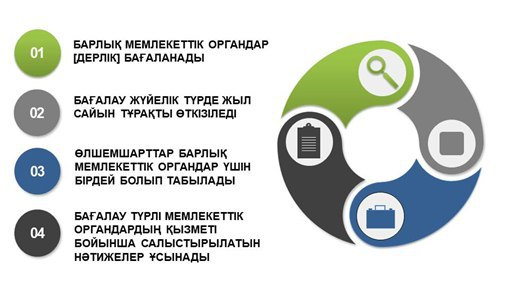 01
БАРЛЫҚ МЕМЛЕКЕТТІК ОРГАНДАР
[ДЕРЛІК] БАҒАЛАНАДЫ
02
БАҒАЛАУ ЖҮЙЕЛІК ТҮРДЕ ЖЫЛ
САЙЫН ТҰРАҚТЫ ӨТКІЗІЛЕДІ
03
ӨЛШЕМШАРТТАР БАРЛЫҚ
МЕМЛЕКЕТТІК ОРГАНДАР ҮШІН
БІРДЕЙ БОЛЫП ТАБЫЛАДЫ
04
БАҒАЛАУ ТҮРЛІ МЕМЛЕКЕТТІК
ОРГАНДАРДЫҢ ҚЫЗМЕТІ
БОЙЫНША САЛЫСТЫРЫЛАТЫН
НӘТИЖЕЛЕР ҰСЫНАДЫ